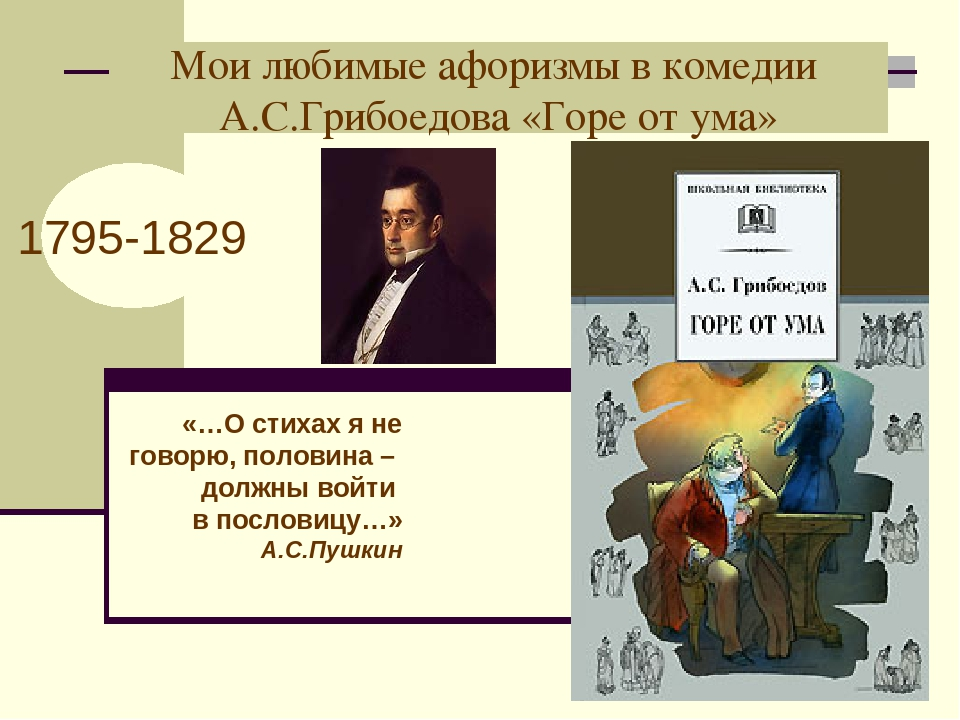 Мои любимые афоризмы в комедии
А.С.Грибоедова «Горе от ума»
1795-1829
«…О стихах я не
говорю, половина –
должны войти
в пословицу…»
А.С.Пушкин
ШКОЛЬНАЯ БИБЛИОТЕКА
А.С. Грибоедов
ГОРЕ ОТ УМА